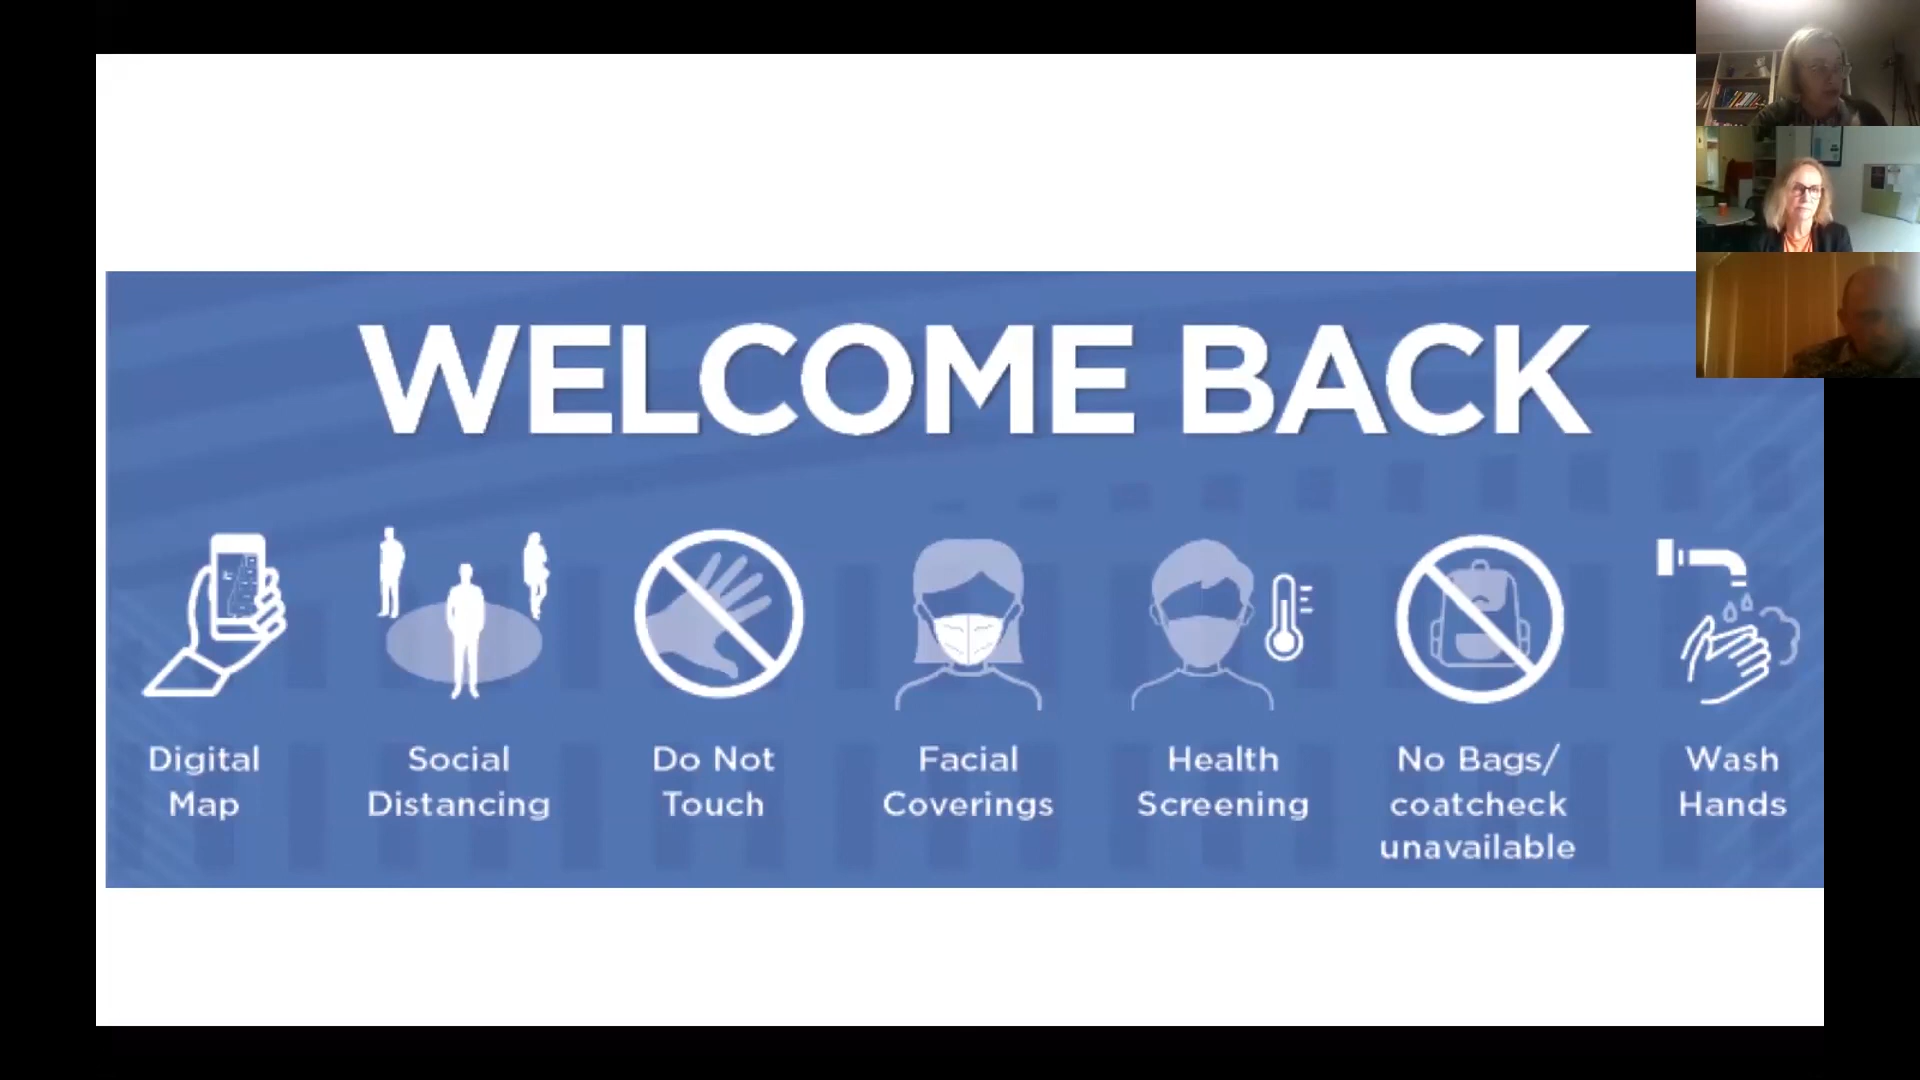 WELCOME BACK
Digital
Map
Social
Distancing
Do Not
Touch
Facial
Coverings
Health
Screening
No Bags/
coatcheck
unavailable
Wash
Hands